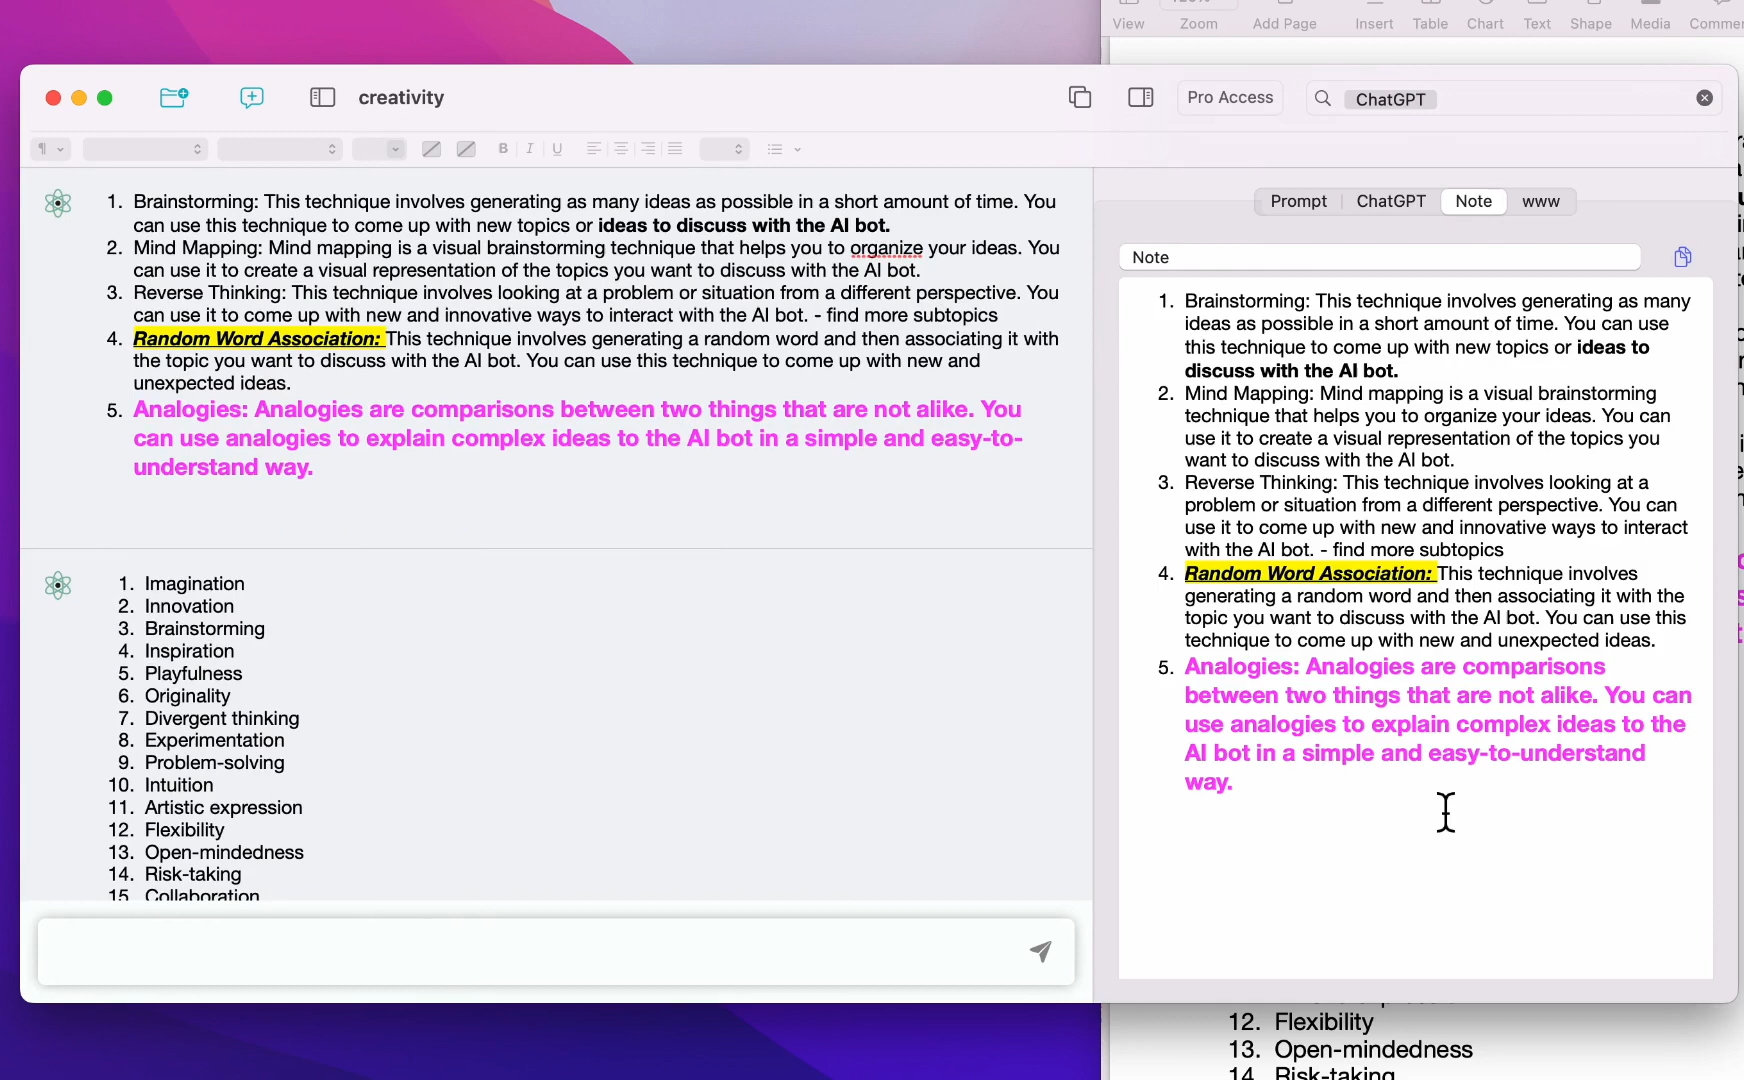 View Zoom Add Page Insert Table Chart Text Shape Media
creativity
Pro Access
ChatGPT
B I U
1. Brainstorming: This technique involves generating as many ideas as possible in a short amount of time. You
can use this technique to come up with new topics or ideas to discuss with the AI bot.
2. Mind Mapping: Mind mapping is a visual brainstorming technique that helps you to organize your ideas. You
can use it to create a visual representation of the topics you want to discuss with the AI bot.
3. Reverse Thinking: This technique involves looking at a problem or situation from a different perspective. You
can use it to come up with new and innovative ways to interact with the AI bot. - find more subtopics
4. Random Word Association: This technique involves generating a random word and then associating it with
the topic you want to discuss with the AI bot. You can use this technique to come up with new and
unexpected ideas.
5. Analogies: Analogies are comparisons between two things that are not alike. You
can use analogies to explain complex ideas to the AI bot in a simple and easy-to-
understand way.
1. Imagination
2. Innovation
3. Brainstorming
4. Inspiration
5. Playfulness
6. Originality
7. Divergent thinking
8. Experimentation
9. Problem-solving
10. Intuition
11. Artistic expression
12. Flexibility
13. Open-mindedness
14. Risk-taking
15. Collaboration
Prompt ChatGPT Note www
Note
1. Brainstorming: This technique involves generating as many
ideas as possible in a short amount of time. You can use
this technique to come up with new topics or ideas to
discuss with the AI bot.
2. Mind Mapping: Mind mapping is a visual brainstorming
technique that helps you to organize your ideas. You can
use it to create a visual representation of the topics you
want to discuss with the AI bot.
3. Reverse Thinking: This technique involves looking at a
problem or situation from a different perspective. You can
use it to come up with new and innovative ways to interact
with the AI bot. - find more subtopics
4. Random Word Association: This technique involves
generating a random word and then associating it with the
topic you want to discuss with the AI bot. You can use this
technique to come up with new and unexpected ideas.
5. Analogies: Analogies are comparisons
between two things that are not alike. You can
use analogies to explain complex ideas to the
AI bot in a simple and easy-to-understand
way.
12. Flexibility
13. Open-mindedness
14. Risk-taking